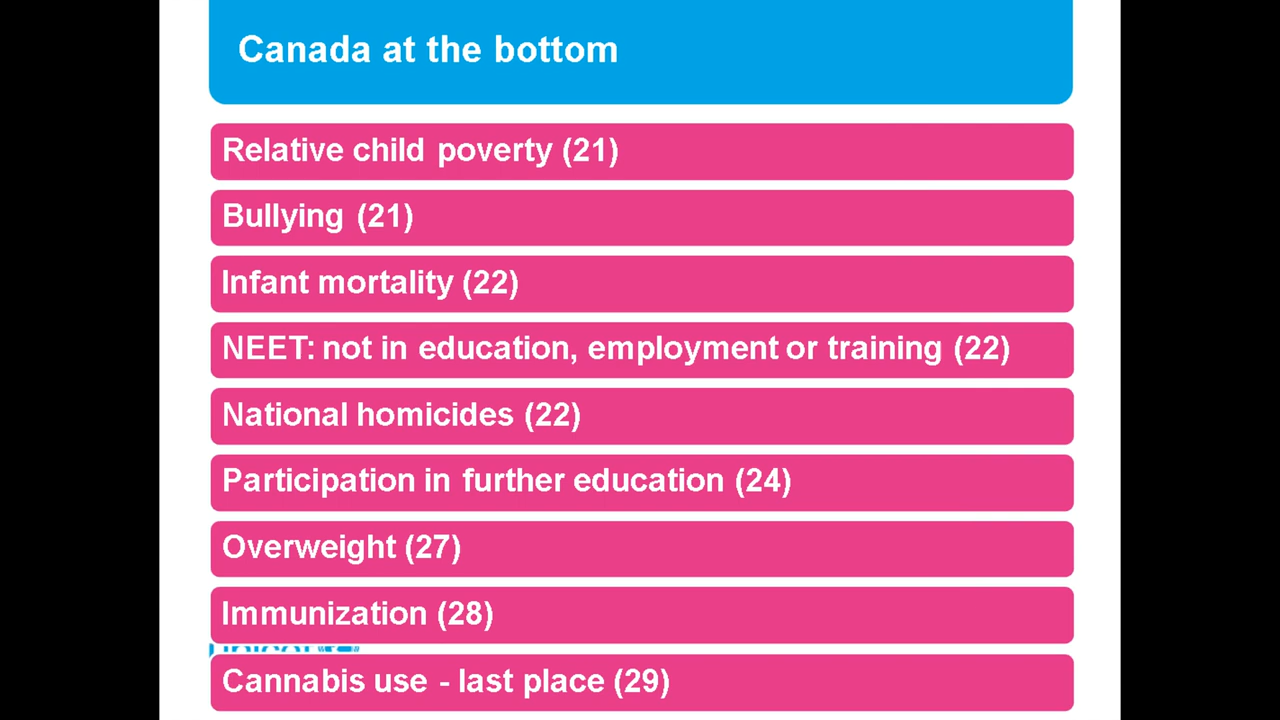 Canada at the bottom
Relative child poverty (21)
Bullying (21)
Infant mortality (22)
NEET: not in education, employment or training (22)
National homicides (22)
Participation in further education (24)
Overweight (27)
Immunization (28)
Cannabis use - last place (29)